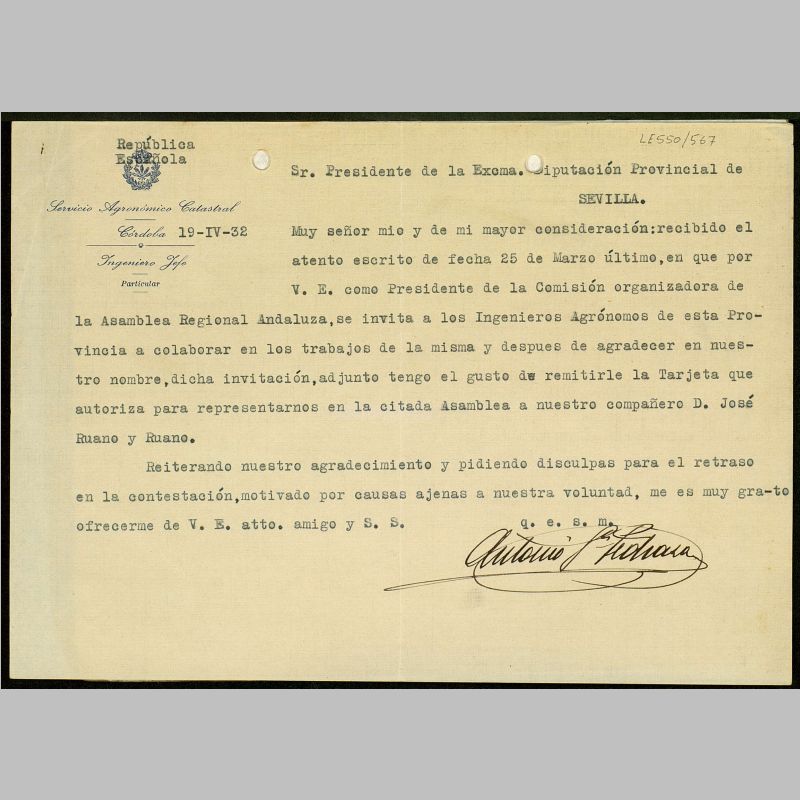 LE550/567
República
Española
Servicio Agronómico Catastral
Córdoba 19-IV-32
Ingeniero Jefe
Particular
Sr. Presidente de la Excma. Diputación Provincial de
SEVILLA.
Muy señor mio y de mi mayor consideración:recibido el
atento escrito de fecha 25 de Marzo último,en que por
V. E. como Presidente de la Comisión organizadora de
la Asamblea Regional Andaluza,se invita a los Ingenieros Agrónomos de esta Pro-
vincia a colaborar en los trabajos de la misma y despues de agradecer en nues-
tro nombre,dicha invitación,adjunto tengo el gusto de remitirle la Tarjeta que
autoriza para representarnos en la citada Asamblea a nuestro compañero D. José
Ruano y Ruano.
Reiterando nuestro agradecimiento y pidiendo disculpas para el retraso
en la contestación,motivado por causas ajenas a nuestra voluntad, me es muy gra-to
ofrecerme de V. E. atto. amigo y S. S. q. e. s. m.
Antonio Gª Pedraza